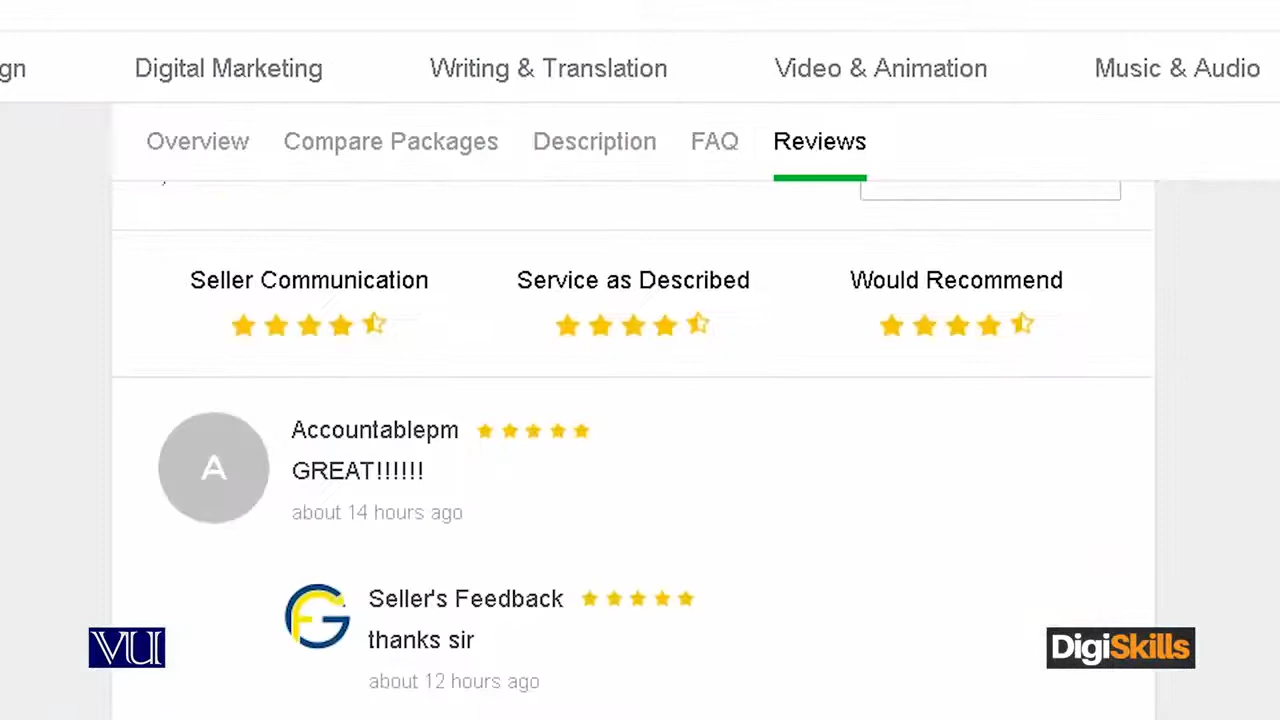 gn Digital Marketing Writing & Translation Video & Animation Music & Audio
Overview Compare Packages Description FAQ Reviews
Seller Communication Service as Described Would Recommend
Accountablepm
A
GREAT!!!!!!
about 14 hours ago
Seller's Feedback
FG
thanks sir
about 12 hours ago
VU
DigiSkills